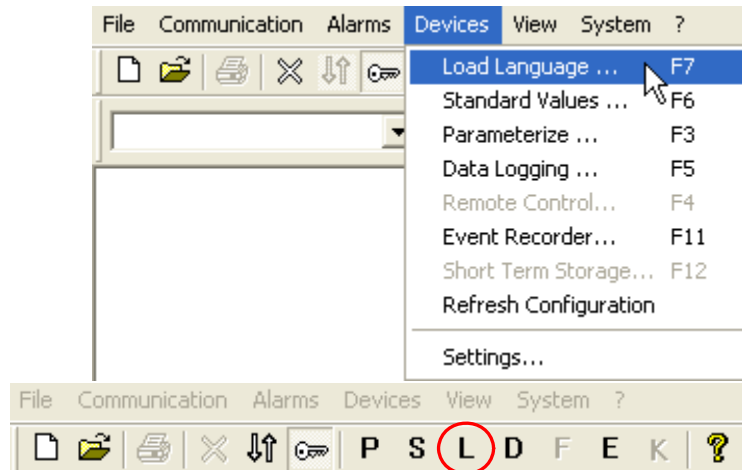 File Communication Alarms Devices View System ?
Load Language ... F7
Standard Values ... F6
Parameterize ... F3
Data Logging ... F5
Remote Control... F4
Event Recorder... F11
Short Term Storage... F12
Refresh Configuration
Settings...
File Communication Alarms Devices View System ?
P S L D F E K ?